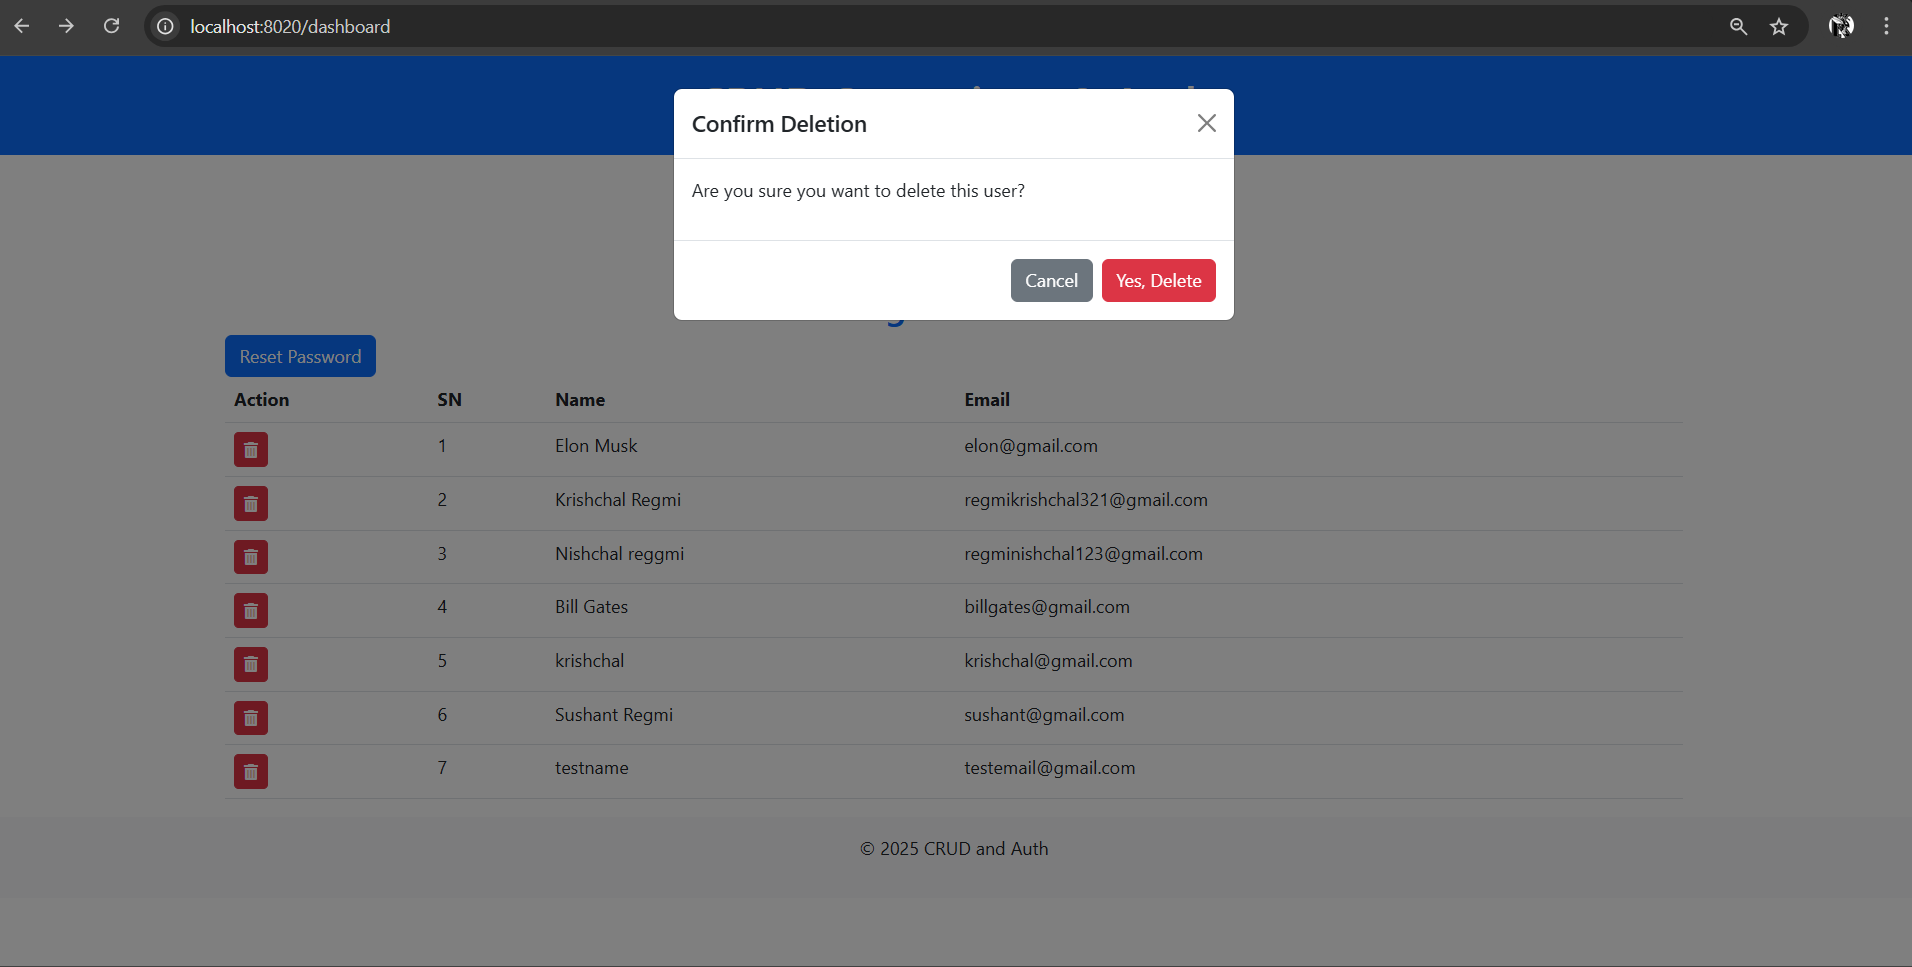 localhost:8020/dashboard
Confirm Deletion
Are you sure you want to delete this user?
Cancel Yes, Delete
Reset Password
Action SN Name Email
1 Elon Musk elon@gmail.com
2 Krishchal Regmi regmikrishchal321@gmail.com
3 Nishchal reggmi regminishchal123@gmail.com
4 Bill Gates billgates@gmail.com
5 krishchal krishchal@gmail.com
6 Sushant Regmi sushant@gmail.com
7 testname testemail@gmail.com
© 2025 CRUD and Auth